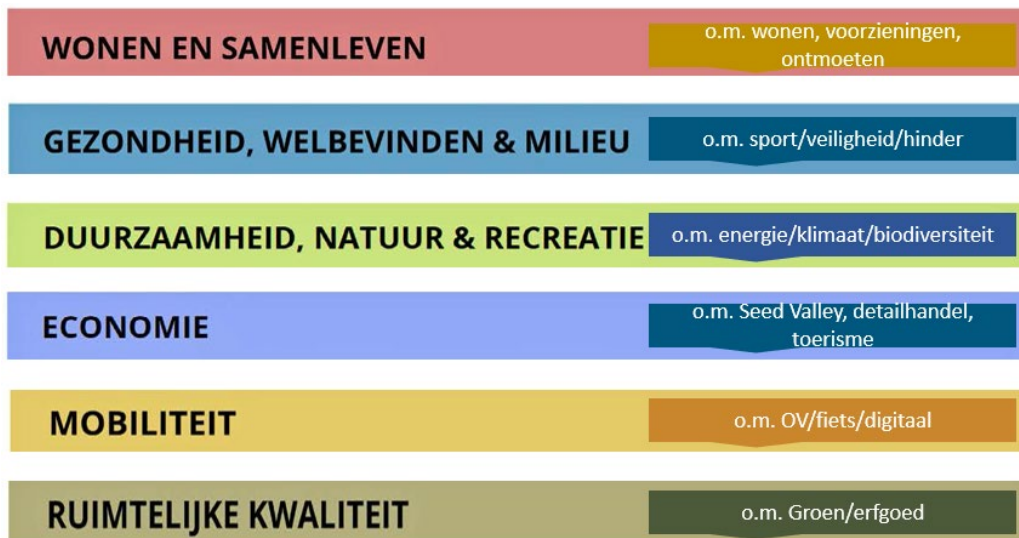 WONEN EN SAMENLEVEN
o.m. wonen, voorzieningen,
ontmoeten
GEZONDHEID, WELBEVINDEN & MILIEU
o.m. sport/veiligheid/hinder
DUURZAAMHEID, NATUUR & RECREATIE
o.m. energie/klimaat/biodiversiteit
ECONOMIE
o.m. Seed Valley, detailhandel,
toerisme
MOBILITEIT
o.m. OV/fiets/digitaal
RUIMTELIJKE KWALITEIT
o.m. Groen/erfgoed